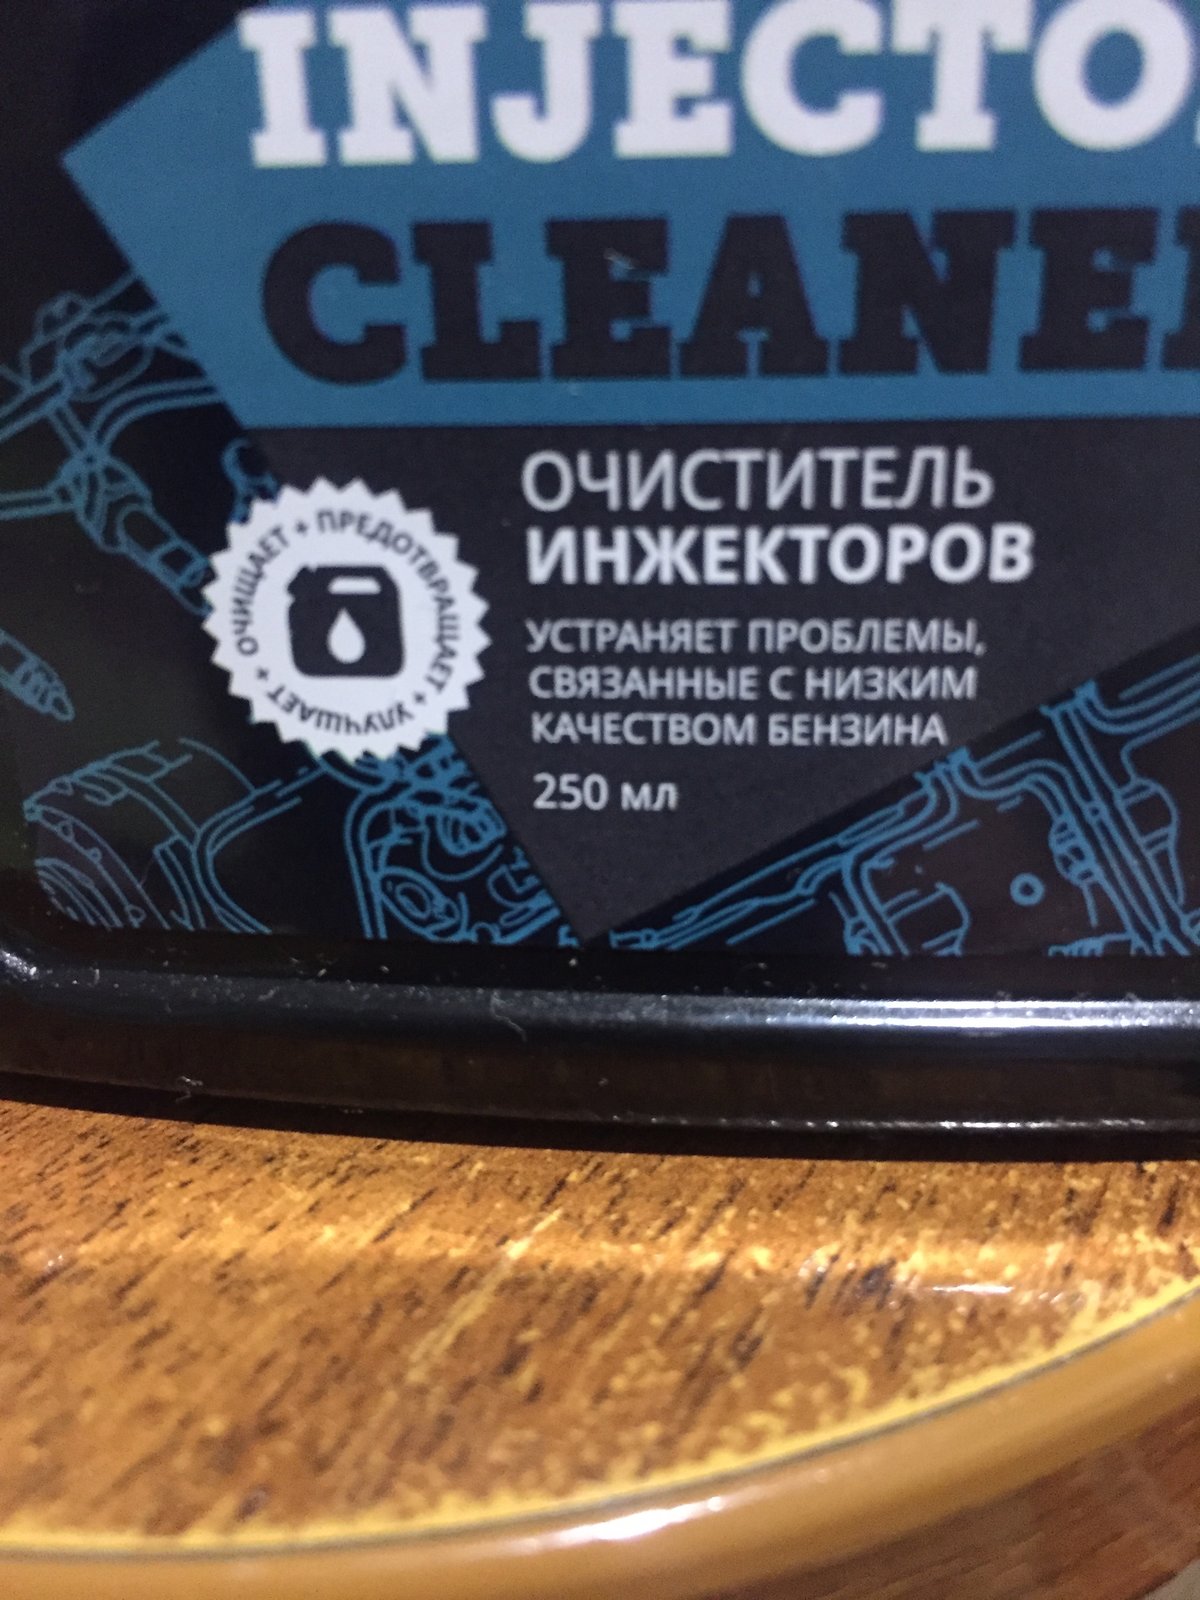 INJECTO
CLEANE
ОЧИСТИТЕЛЬ
ИНЖЕКТОРОВ
УСТРАНЯЕТ ПРОБЛЕМЫ,
СВЯЗАННЫЕ С НИЗКИМ
КАЧЕСТВОМ БЕНЗИНА
250 мл
ОЧИЩАЕТ + ПРЕДОТВРАЩАЕТ + УЛУЧШАЕТ +